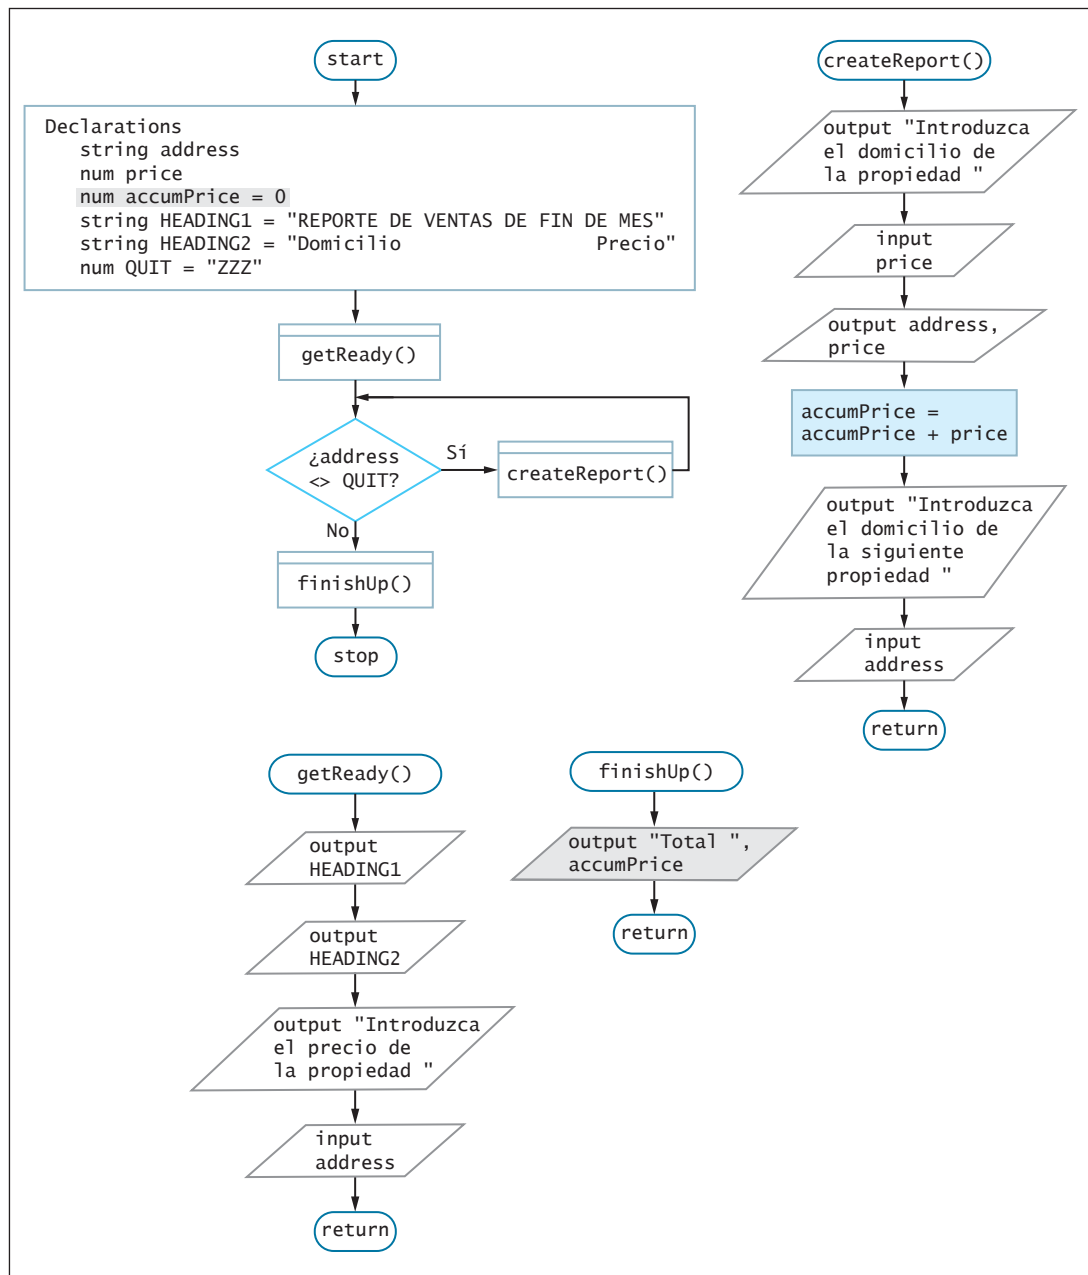 start
Declarations
string address
num price
num accumPrice = 0
string HEADING1 = "REPORTE DE VENTAS DE FIN DE MES"
string HEADING2 = "Domicilio Precio"
num QUIT = "ZZZ"
getReady()
¿address
<> QUIT?
Sí
createReport()
No
finishUp()
stop
createReport()
output "Introduzca
el domicilio de
la propiedad "
input
price
output address,
price
accumPrice =
accumPrice + price
output "Introduzca
el domicilio de
la siguiente
propiedad "
input
address
return
getReady()
output
HEADING1
output
HEADING2
output "Introduzca
el precio de
la propiedad "
input
address
return
finishUp()
output "Total ",
accumPrice
return